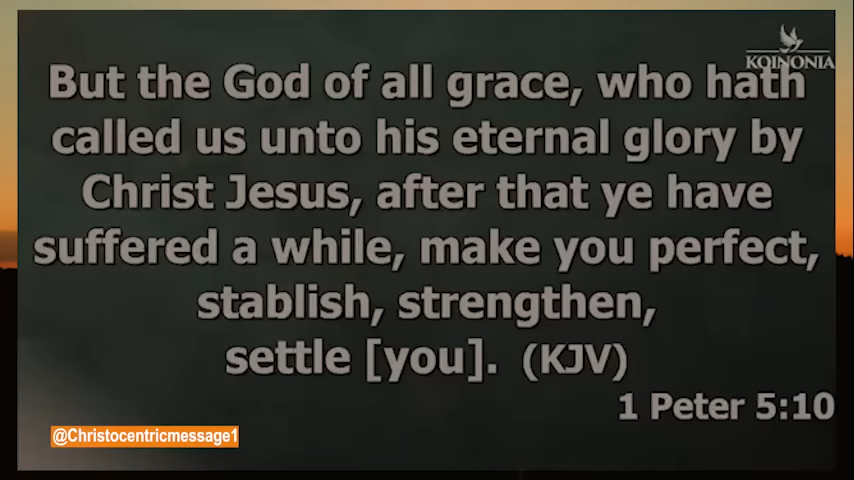 KOINONIA
But the God of all grace, who hath
called us unto his eternal glory by
Christ Jesus, after that ye have
suffered a while, make you perfect,
stablish, strengthen,
settle [you]. (KJV)
1 Peter 5:10
@Christocentricmessage1